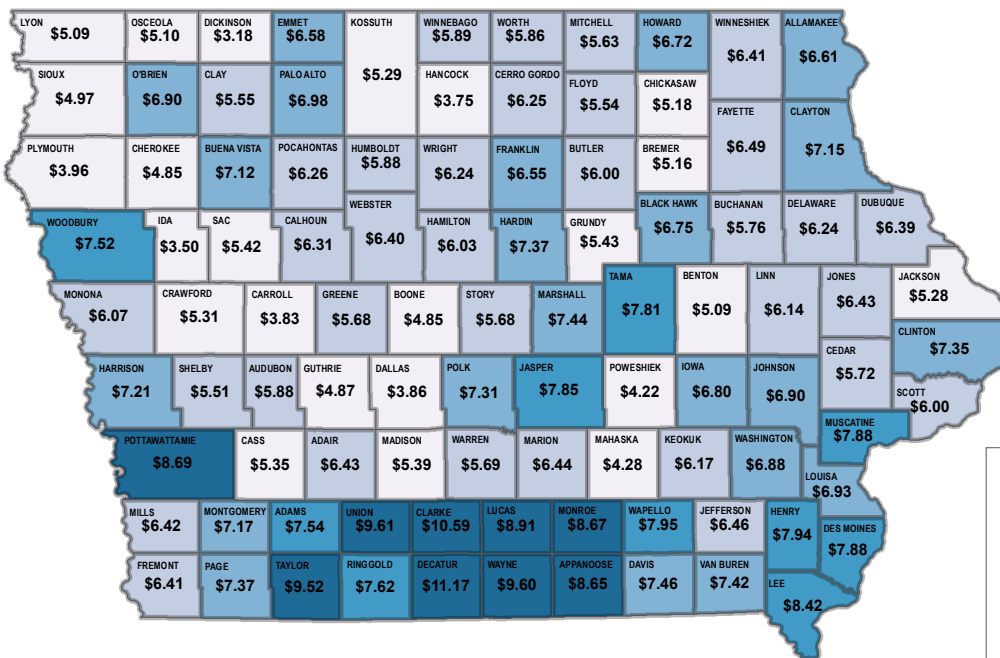 LYON
$5.09
OSCEOLA
$5.10
DICKINSON
$3.18
EMMET
$6.58
KOSSUTH
$5.29
WINNEBAGO
$5.89
WORTH
$5.86
MITCHELL
$5.63
HOWARD
$6.72
WINNESHIEK
$6.41
ALLAMAKEE
$6.61
SIOUX
$4.97
O'BRIEN
$6.90
CLAY
$5.55
PALO ALTO
$6.98
HANCOCK
$3.75
CERRO GORDO
$6.25
FLOYD
$5.54
CHICKASAW
$5.18
FAYETTE
$6.49
CLAYTON
$7.15
PLYMOUTH
$3.96
CHEROKEE
$4.85
BUENA VISTA
$7.12
POCAHONTAS
$6.26
HUMBOLDT
$5.88
WRIGHT
$6.24
FRANKLIN
$6.55
BUTLER
$6.00
BREMER
$5.16
WOODBURY
$7.52
IDA
$3.50
SAC
$5.42
CALHOUN
$6.31
WEBSTER
$6.40
HAMILTON
$6.03
HARDIN
$7.37
GRUNDY
$5.43
BLACK HAWK
$6.75
BUCHANAN
$5.76
DELAWARE
$6.24
DUBUQUE
$6.39
MONONA
$6.07
CRAWFORD
$5.31
CARROLL
$3.83
GREENE
$5.68
BOONE
$4.85
STORY
$5.68
MARSHALL
$7.44
TAMA
$7.81
BENTON
$5.09
LINN
$6.14
JONES
$6.43
JACKSON
$5.28
CLINTON
$7.35
HARRISON
$7.21
SHELBY
$5.51
AUDUBON
$5.88
GUTHRIE
$4.87
DALLAS
$3.86
POLK
$7.31
JASPER
$7.85
POWESHIEK
$4.22
IOWA
$6.80
JOHNSON
$6.90
CEDAR
$5.72
SCOTT
$6.00
MUSCATINE
$7.88
POTTAWATTAMIE
$8.69
CASS
$5.35
ADAIR
$6.43
MADISON
$5.39
WARREN
$5.69
MARION
$6.44
MAHASKA
$4.28
KEOKUK
$6.17
WASHINGTON
$6.88
LOUISA
$6.93
MILLS
$6.42
MONTGOMERY
$7.17
ADAMS
$7.54
UNION
$9.61
CLARKE
$10.59
LUCAS
$8.91
MONROE
$8.67
WAPELLO
$7.95
JEFFERSON
$6.46
HENRY
$7.94
DES MOINES
$7.88
FREMONT
$6.41
PAGE
$7.37
TAYLOR
$9.52
RINGGOLD
$7.62
DECATUR
$11.17
WAYNE
$9.60
APPANOOSE
$8.65
DAVIS
$7.46
VAN BUREN
$7.42
LEE
$8.42